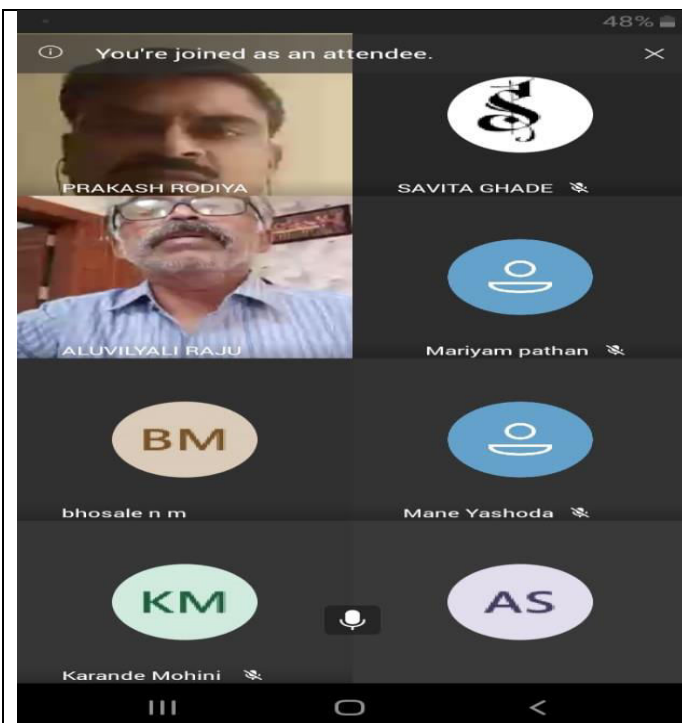 48%
You're joined as an attendee.
PRAKASH RODIYA
SAVITA GHADE
ALUVILYALI RAJU
Mariyam pathan
BM
bhosale n m
Mane Yashoda
KM
Karande Mohini
AS